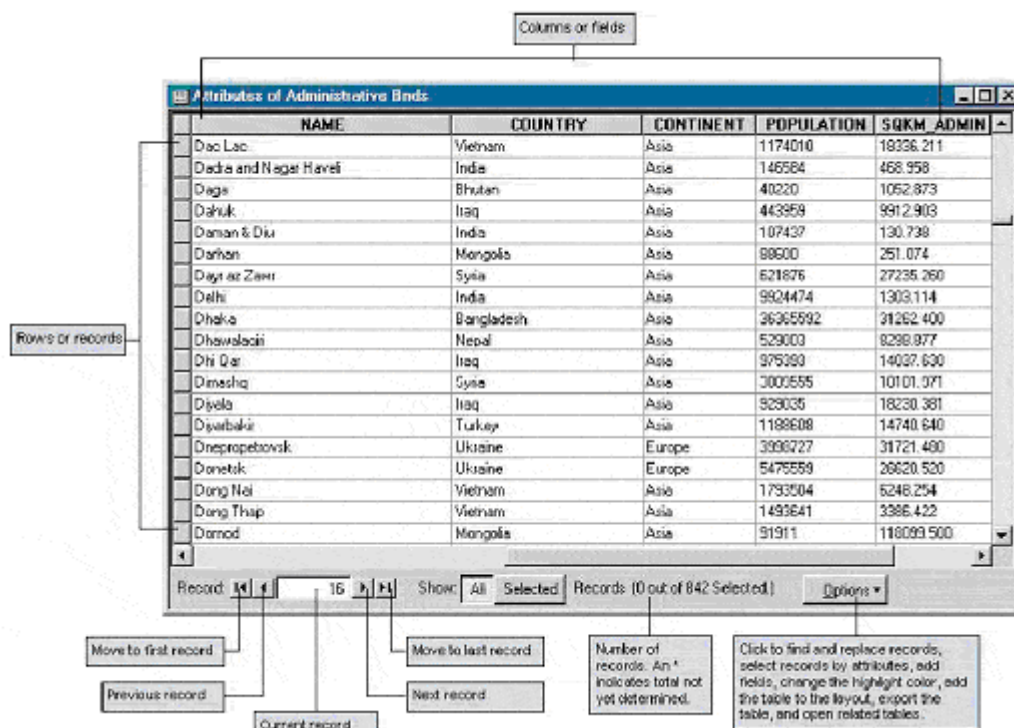 Columns or fields
Attributes of Administrative Bnds
NAME COUNTRY CONTINENT POPULATION SQKM_ADMIN
Dac Lac Vietnam Asia 1174010 18336.211
Dadra and Nagar Haveli India Asia 146584 468.958
Daga Bhutan Asia 40220 1052.873
Dahuk Iraq Asia 443959 9912.903
Daman & Diu India Asia 107437 130.738
Darhan Mongolia Asia 88600 251.074
Dayr az Zawr Syria Asia 621876 27235.260
Delhi India Asia 9924474 1303.114
Dhaka Bangladesh Asia 36365592 31262.400
Dhawalagiri Nepal Asia 529003 8298.877
Dhi Qar Iraq Asia 975393 14037.630
Dimashq Syria Asia 3009555 10101.971
Diyala Iraq Asia 929035 18230.381
Diyarbakir Turkey Asia 1188608 14740.640
Dnepropetrovsk Ukraine Europe 3998727 31721.480
Donetsk Ukraine Europe 5475559 26620.520
Dong Nai Vietnam Asia 1793504 6248.254
Dong Thap Vietnam Asia 1493641 3386.422
Dornod Mongolia Asia 91911 118099.500
Rows or records
Record: 16 Show: All Selected Records (0 out of 842 Selected.) Options
Move to first record
Previous record
Current record
Move to last record
Next record
Number of
records. An *
indicates total not
yet determined.
Click to find and replace records,
select records by attributes, add
fields, change the highlight color, add
the table to the layout, export the
table, and open related tables.